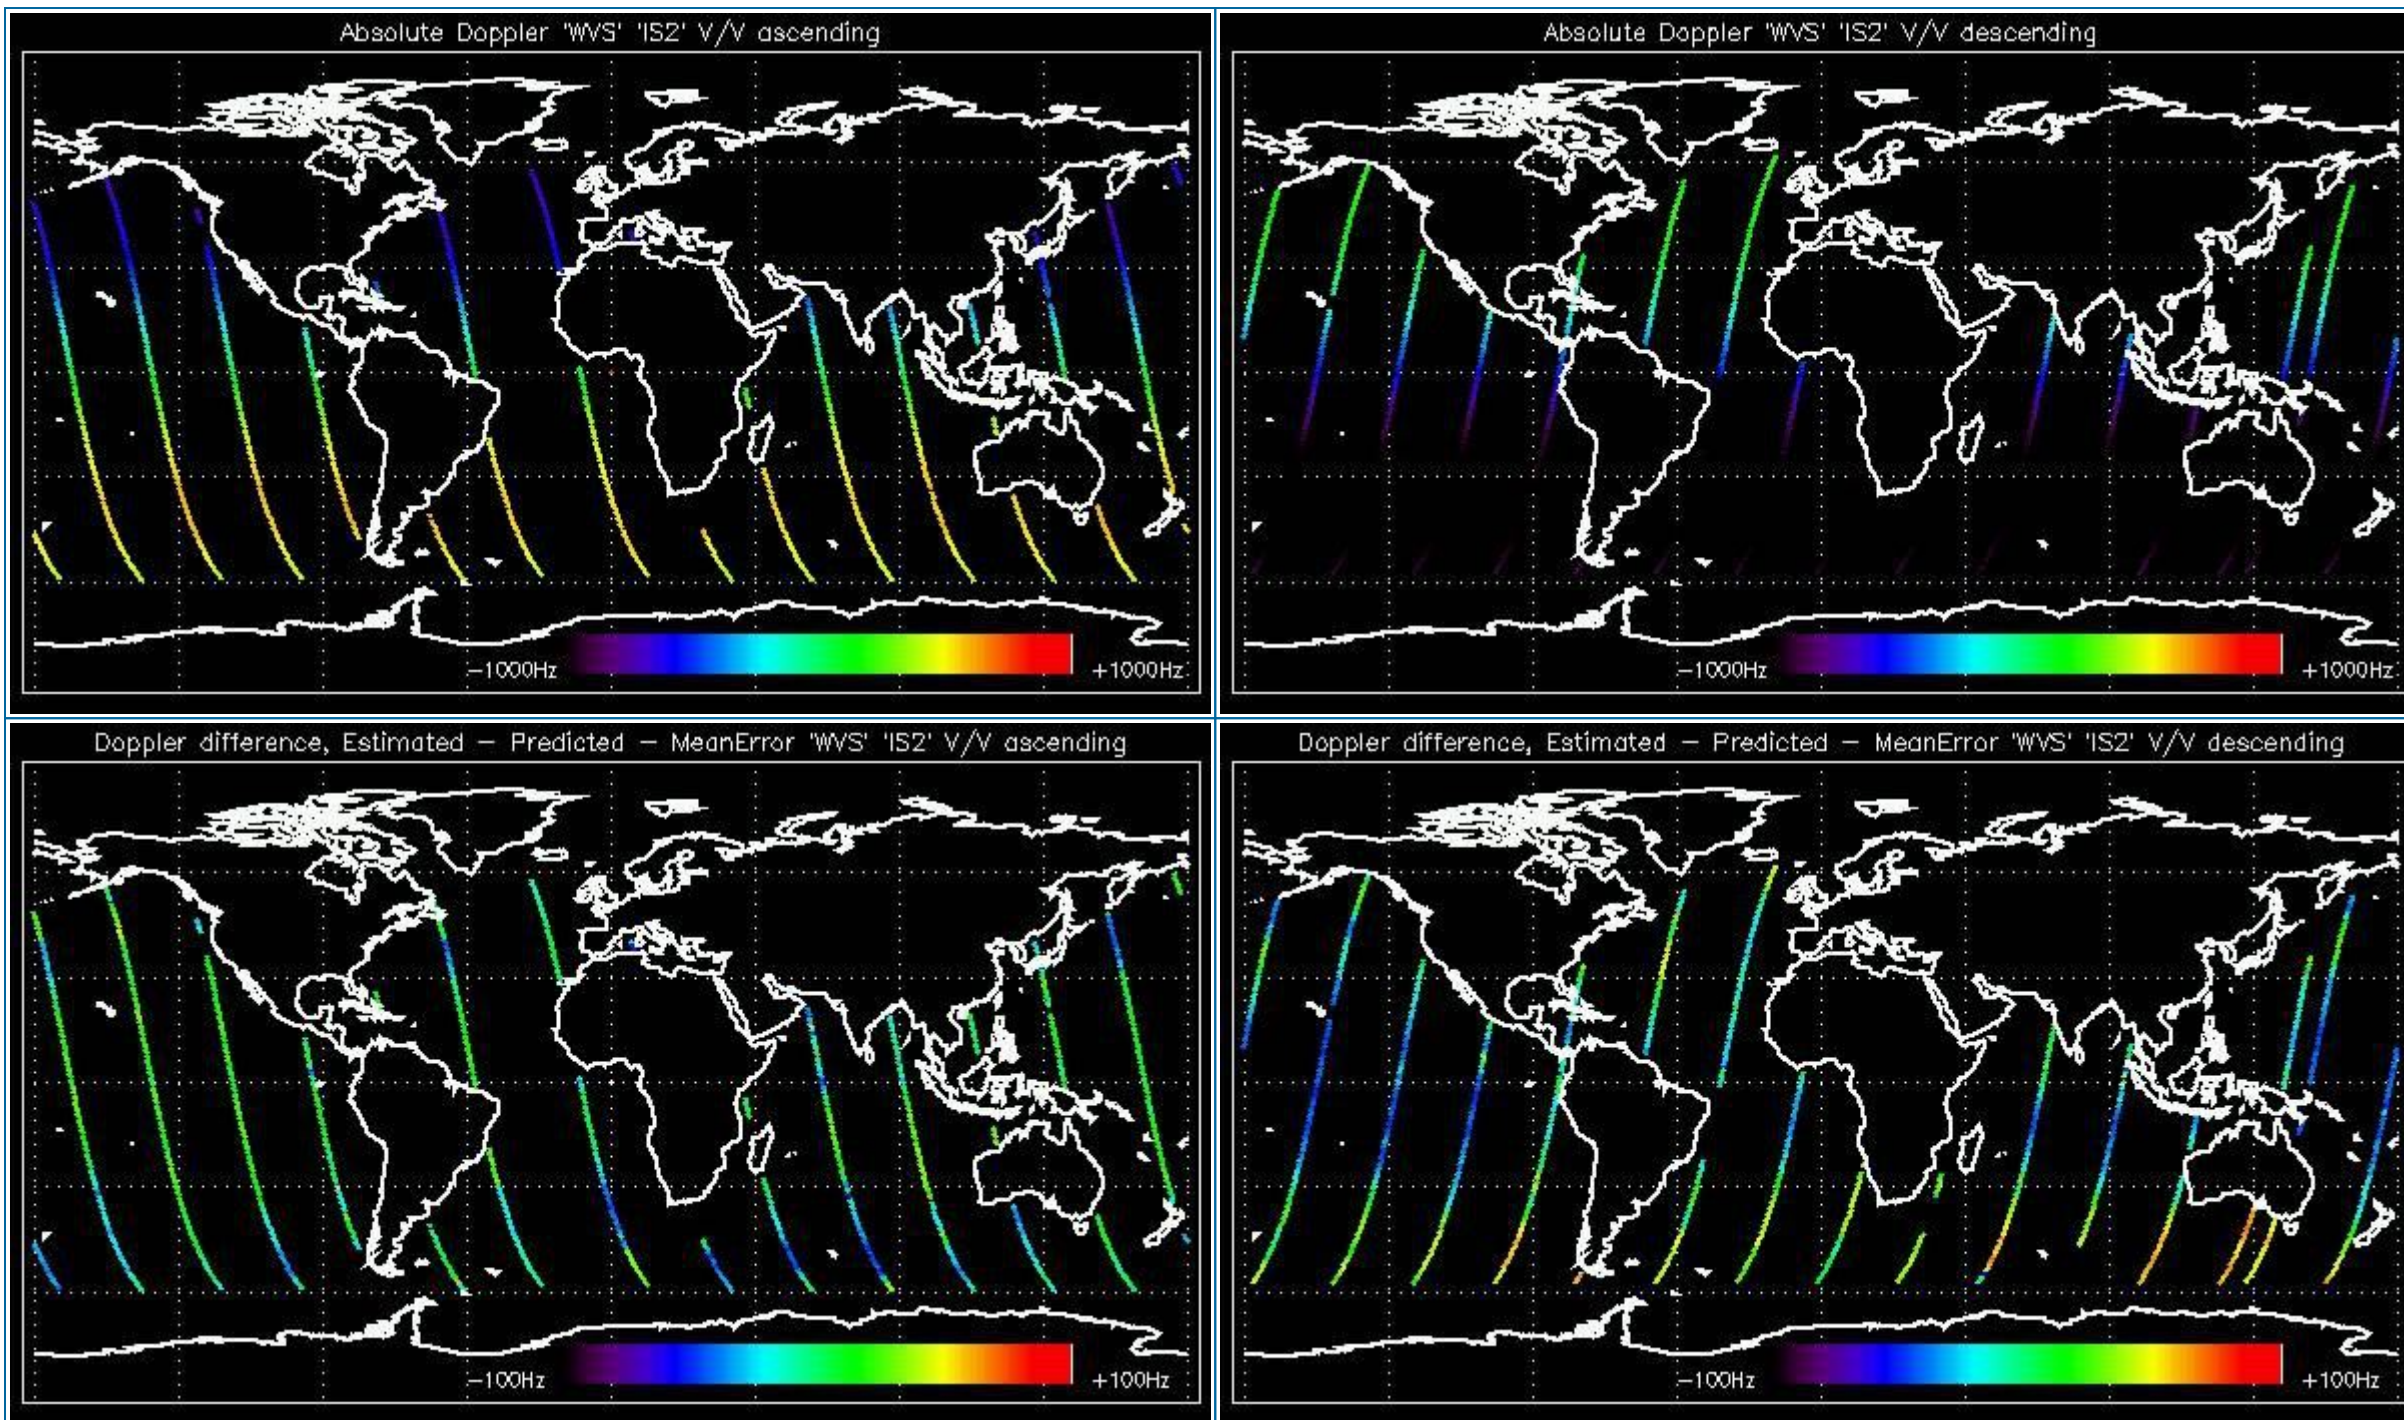 Absolute Doppler 'WVS' 'IS2' V/V ascending
-1000Hz
+1000Hz
Absolute Doppler 'WVS' 'IS2' V/V descending
-1000Hz
+1000Hz
Doppler difference, Estimated - Predicted - MeanError 'WVS' 'IS2' V/V ascending
-100Hz
+100Hz
Doppler difference, Estimated - Predicted - MeanError 'WVS' 'IS2' V/V descending
-100Hz
+100Hz